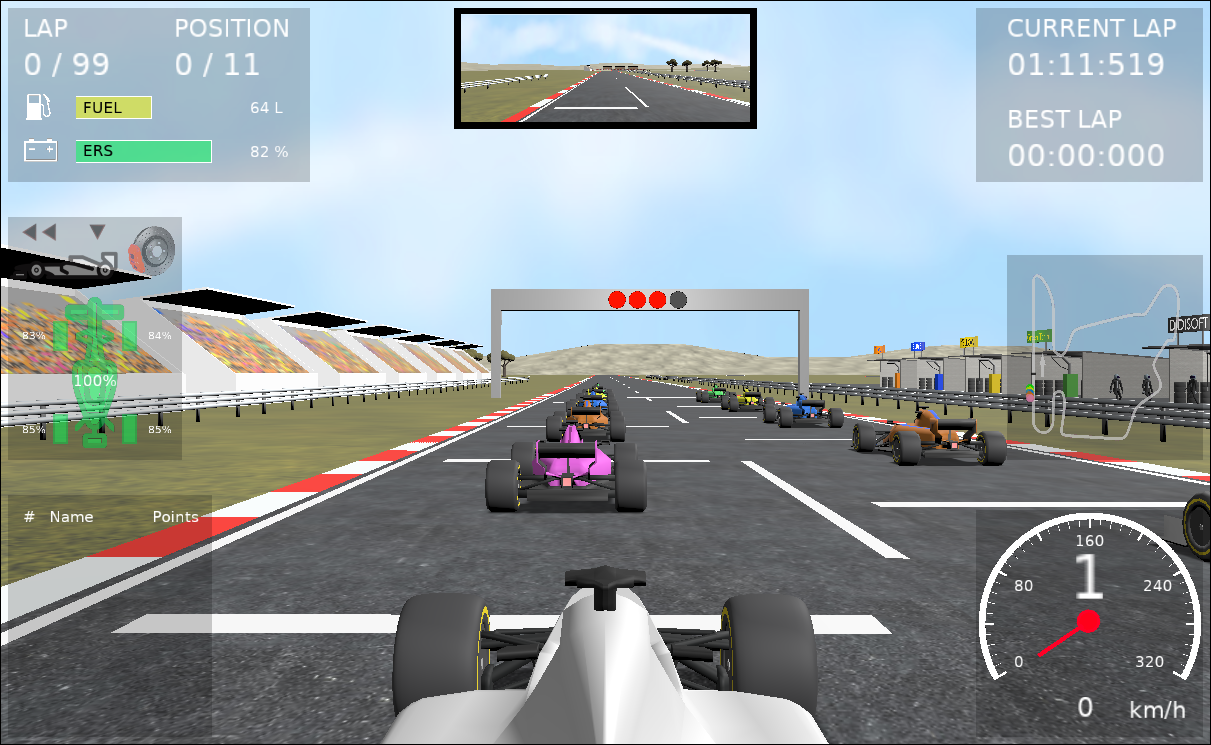 LAP POSITION
0 / 99 0 / 11
FUEL 64 L
ERS 82 %
CURRENT LAP
01:11:519
BEST LAP
00:00:000
83% 84%
100%
85% 85%
# Name Points
DIDISOFT
160
1
80 240
0 320
0 km/h